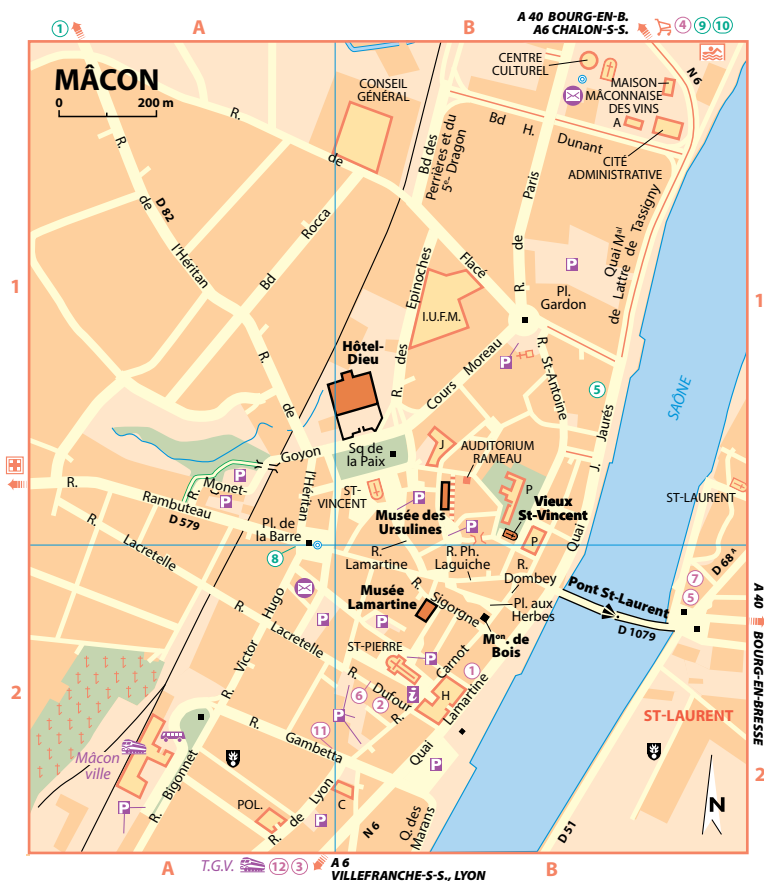 1
A
B
A 40 BOURG-EN-B.
A6 CHALON-S-S.
4
9
10
MÂCON
0
200 m
CONSEIL
GÉNÉRAL
CENTRE
CULTUREL
MAISON
MÂCONNAISE
DES VINS
A
CITÉ
ADMINISTRATIVE
N 6
R.
de
Flacé
R.
de
l'Héritan
D 82
Bd
Rocca
Bd des
Perrières et du
5e- Dragon
Bd
H.
Dunant
R.
de
Paris
Quai Mal
de Lattre de Tassigny
P
Pl.
Gardon
1
1
R.
des
Epinoches
I.U.F.M.
Hôtel-
Dieu
Cours
Moreau
P
R.
St-Antoine
5
SAÔNE
R.
de
l'Héritan
Sq de
la Paix
J
AUDITORIUM
RAMEAU
J. Jaurés
Quai
R.
Monet-
Goyon
P
P
R.
Rambuteau
D 579
ST-
VINCENT
P
Musée des
Ursulines
P
P
Vieux
St-Vincent
P
ST-LAURENT
Pl. de
la Barre
8
R.
Lacretelle
R.
Lamartine
R. Ph.
Laguiche
R.
Dombey
D 68A
7
5
Musée
Lamartine
R.
Sigorgne
Pl. aux
Herbes
Mon. de
Bois
Pont St-Laurent
D 1079
A 40
BOURG-EN-BRESSE
R.
Victor
Hugo
R.
Lacretelle
P
P
ST-PIERRE
P
Carnot
R.
1
R.
Dufour
6
2
i
H
Quai
Lamartine
2
2
P
11
R.
Gambetta
ST-LAURENT
Mâcon
ville
R.
Bigonnet
P
P
POL.
R.
de
Lyon
C
P
N 6
Q. des
Marans
D 51
N
A
B
T.G.V.
12
3
A 6
VILLEFRANCHE-S-S., LYON